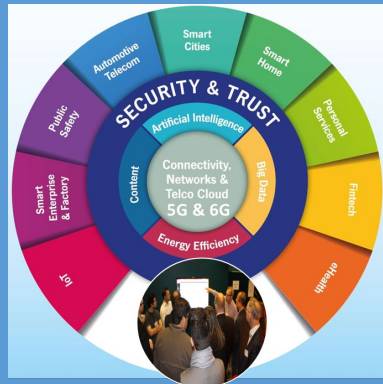 Smart
Cities
Automotive
Telecom
Smart
Home
Public
Safety
Personal
Services
Smart
Enterprise
& Factory
Fintech
IoT
eHealth
SECURITY & TRUST
Artificial Intelligence
Content
Big Data
Energy Efficiency
Connectivity,
Networks &
Telco Cloud
5G & 6G